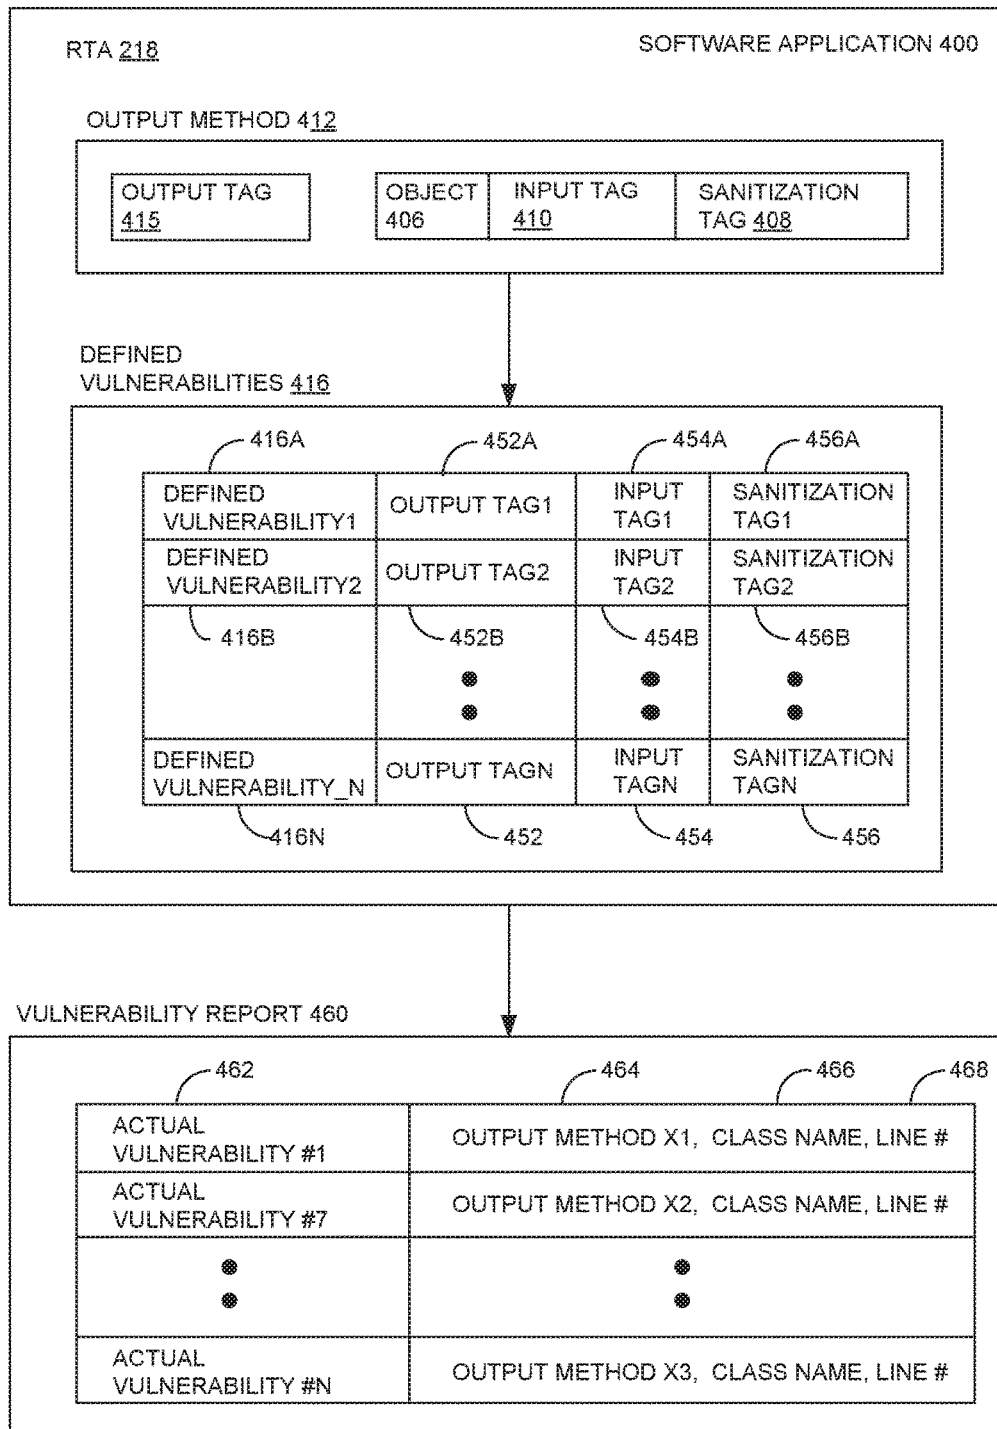 RTA 218
SOFTWARE APPLICATION 400
OUTPUT METHOD 412
OUTPUT TAG
415
OBJECT
406
INPUT TAG
410
SANITIZATION
TAG 408
DEFINED
VULNERABILITIES 416
416A
452A
454A
456A
DEFINED
VULNERABILITY1
OUTPUT TAG1
INPUT
TAG1
SANITIZATION
TAG1
DEFINED
VULNERABILITY2
OUTPUT TAG2
INPUT
TAG2
SANITIZATION
TAG2
416B
452B
454B
456B
DEFINED
VULNERABILITY_N
OUTPUT TAGN
INPUT
TAGN
SANITIZATION
TAGN
416N
452
454
456
VULNERABILITY REPORT 460
462
464
466
468
ACTUAL
VULNERABILITY #1
OUTPUT METHOD X1, CLASS NAME, LINE #
ACTUAL
VULNERABILITY #7
OUTPUT METHOD X2, CLASS NAME, LINE #
ACTUAL
VULNERABILITY #N
OUTPUT METHOD X3, CLASS NAME, LINE #